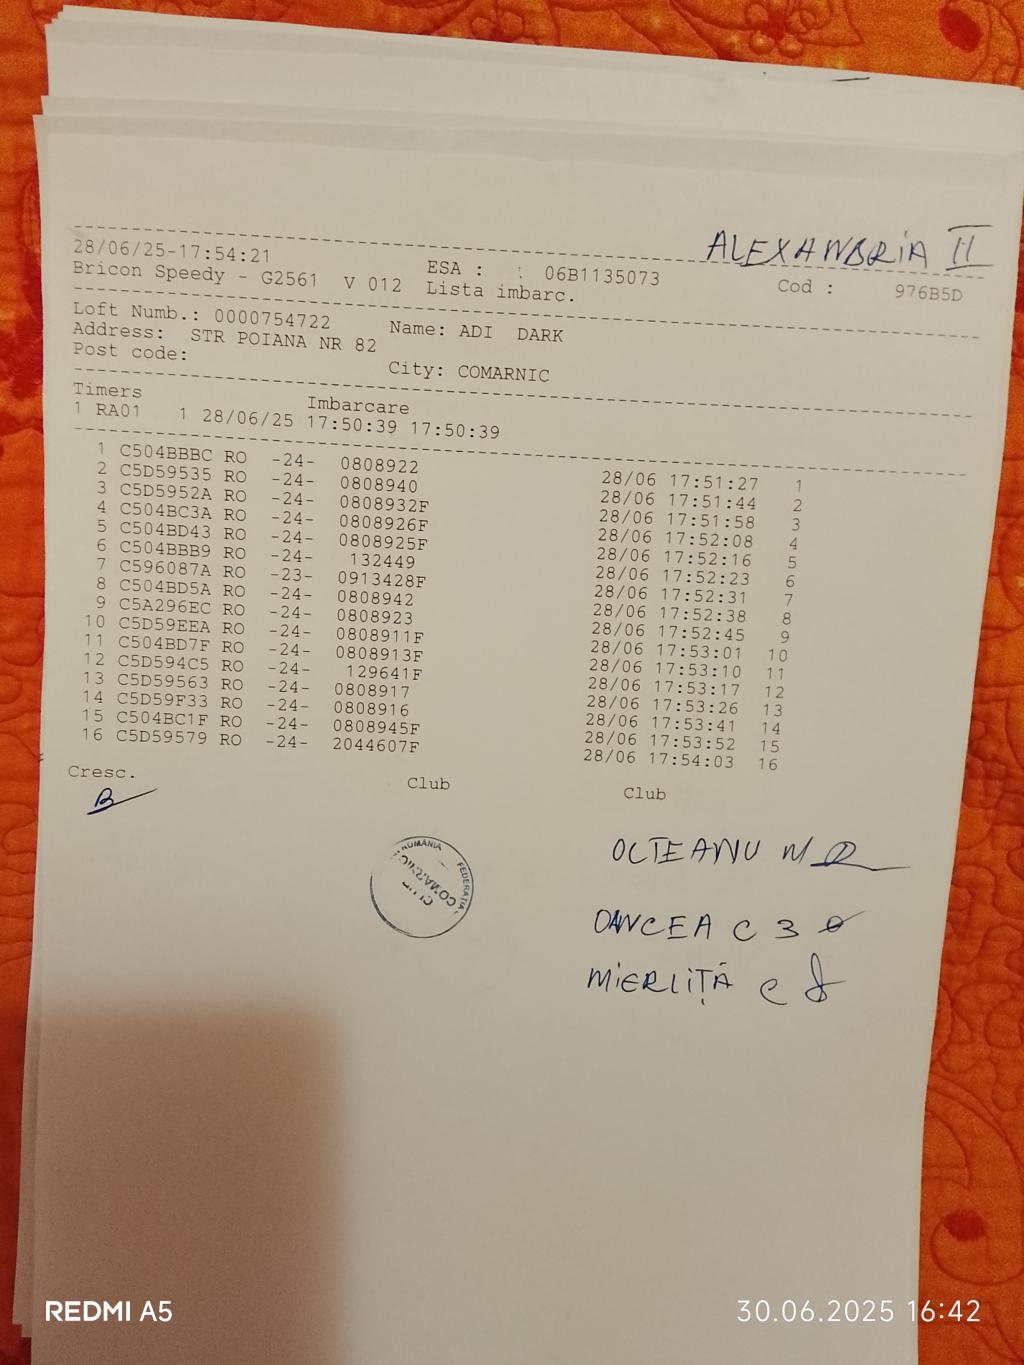 ALEXANDRIA II
28/06/25-17:54:21 ESA : 06B1135073 Cod : 976B5D
Bricon Speedy - G2561 V 012 Lista imbarc.
Loft Numb.: 0000754722 Name: ADI DARK
Address: STR POIANA NR 82
Post code: City: COMARNIC
Timers Imbarcare
1 RA01 1 28/06/25 17:50:39 17:50:39
1 C504BBBC RO -24- 0808922 28/06 17:51:27 1
2 C5D59535 RO -24- 0808940 28/06 17:51:44 2
3 C5D5952A RO -24- 0808932F 28/06 17:51:58 3
4 C504BC3A RO -24- 0808926F 28/06 17:52:08 4
5 C504BD43 RO -24- 0808925F 28/06 17:52:16 5
6 C504BBB9 RO -24- 132449 28/06 17:52:23 6
7 C596087A RO -23- 0913428F 28/06 17:52:31 7
8 C504BD5A RO -24- 0808942 28/06 17:52:38 8
9 C5A296EC RO -24- 0808923 28/06 17:52:45 9
10 C5D59EEA RO -24- 0808911F 28/06 17:53:01 10
11 C504BD7F RO -24- 0808913F 28/06 17:53:10 11
12 C5D594C5 RO -24- 129641F 28/06 17:53:17 12
13 C5D59563 RO -24- 0808917 28/06 17:53:26 13
14 C5D59F33 RO -24- 0808916 28/06 17:53:41 14
15 C504BC1F RO -24- 0808945F 28/06 17:53:52 15
16 C5D59579 RO -24- 2044607F 28/06 17:54:03 16
Cresc. Club Club
OLTEANU N
ROMANIA FEDERATIA
COMARNIC
OANCEA C
MIERLIȚĂ C
REDMI A5 30.06.2025 16:42